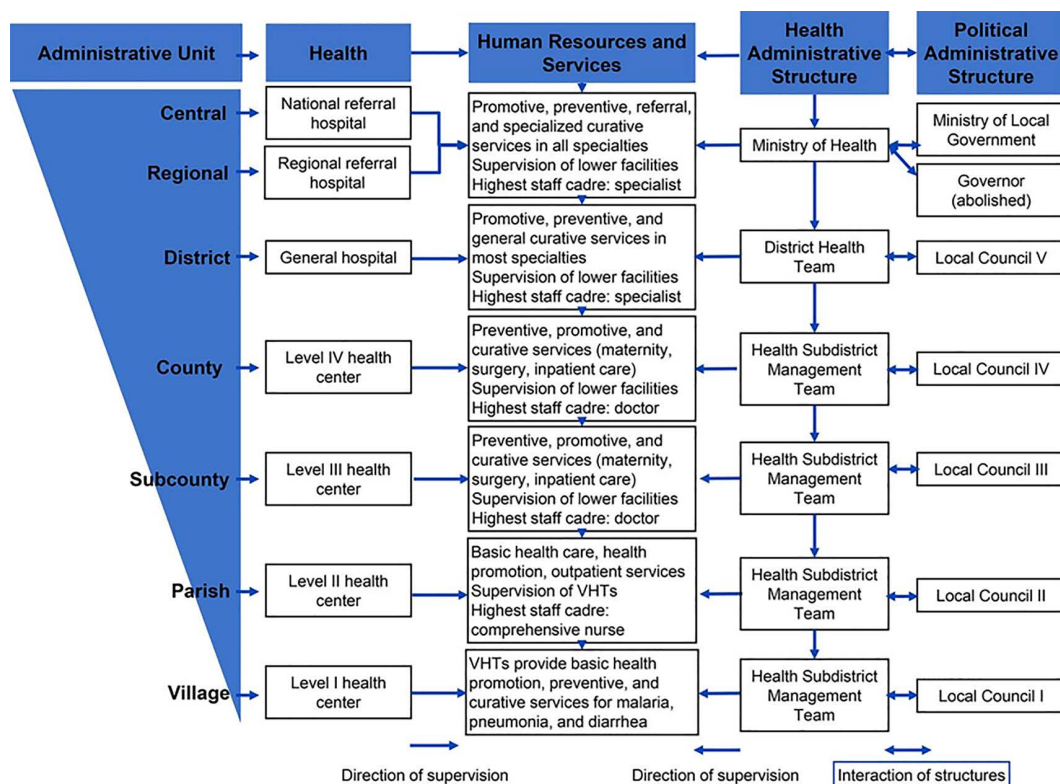 Administrative Unit
Health
Human Resources and
Services
Health
Administrative
Structure
Political
Administrative
Structure
Central
National referral
hospital
Promotive, preventive, referral,
and specialized curative
services in all specialties
Supervision of lower facilities
Highest staff cadre: specialist
Ministry of Health
Ministry of Local
Government
Regional
Regional referral
hospital
Governor
(abolished)
District
General hospital
Promotive, preventive, and
general curative services in
most specialties
Supervision of lower facilities
Highest staff cadre: specialist
District Health
Team
Local Council V
County
Level IV health
center
Preventive, promotive, and
curative services (maternity,
surgery, inpatient care)
Supervision of lower facilities
Highest staff cadre: doctor
Health Subdistrict
Management
Team
Local Council IV
Subcounty
Level III health
center
Preventive, promotive, and
curative services (maternity,
surgery, inpatient care)
Supervision of lower facilities
Highest staff cadre: doctor
Health Subdistrict
Management
Team
Local Council III
Parish
Level II health
center
Basic health care, health
promotion, outpatient services
Supervision of VHTs
Highest staff cadre:
comprehensive nurse
Health Subdistrict
Management
Team
Local Council II
Village
Level I health
center
VHTs provide basic health
promotion, preventive, and
curative services for malaria,
pneumonia, and diarrhea
Health Subdistrict
Management
Team
Local Council I
Direction of supervision
Direction of supervision
Interaction of structures